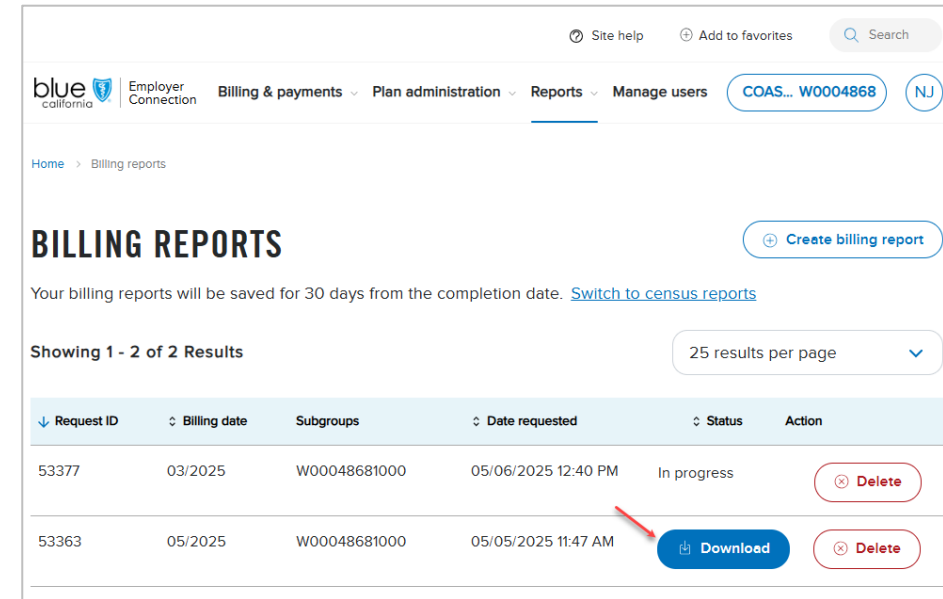 Site help Add to favorites Search
blue california Employer Connection Billing & payments Plan administration Reports Manage users COAS... W0004868 NJ
Home > Billing reports
BILLING REPORTS Create billing report
Your billing reports will be saved for 30 days from the completion date. Switch to census reports
Showing 1 - 2 of 2 Results 25 results per page
Request ID Billing date Subgroups Date requested Status Action
53377 03/2025 W00048681000 05/06/2025 12:40 PM In progress Delete
53363 05/2025 W00048681000 05/05/2025 11:47 AM Download Delete